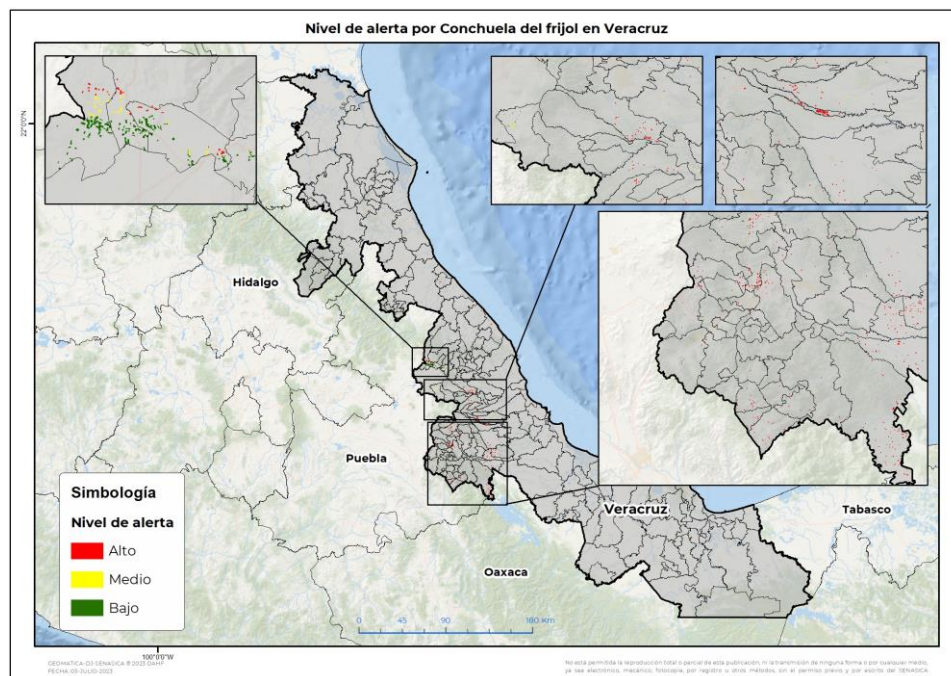 Nivel de alerta por Conchuela del frijol en Veracruz
22°0'0"N
Hidalgo
Puebla
Veracruz
Tabasco
Oaxaca
Simbología
Nivel de alerta
Alto
Medio
Bajo
0 45 90 180 Km
100°0'0"W
GEOMATICA-DJ-SENASICA ® 2023 DAHF
FECHA:03-JULIO-2023
No está permitida la reproducción total o parcial de esta publicación, ni la transmisión de ninguna forma o por cualquier medio,
ya sea electrónico, mecánico, fotocopia, por registro u otros métodos, sin el permiso previo y por escrito del SENASICA.